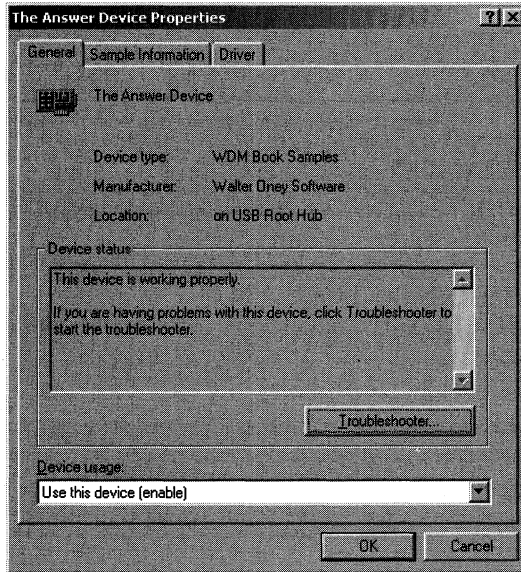 The Answer Device Properties
General Sample Information Driver
The Answer Device
Device type: WDM Book Samples
Manufacturer: Walter Oney Software
Location: on USB Root Hub
Device status
This device is working properly.
If you are having problems with this device, click Troubleshooter to
start the troubleshooter.
Troubleshooter...
Device usage:
Use this device (enable)
OK Cancel